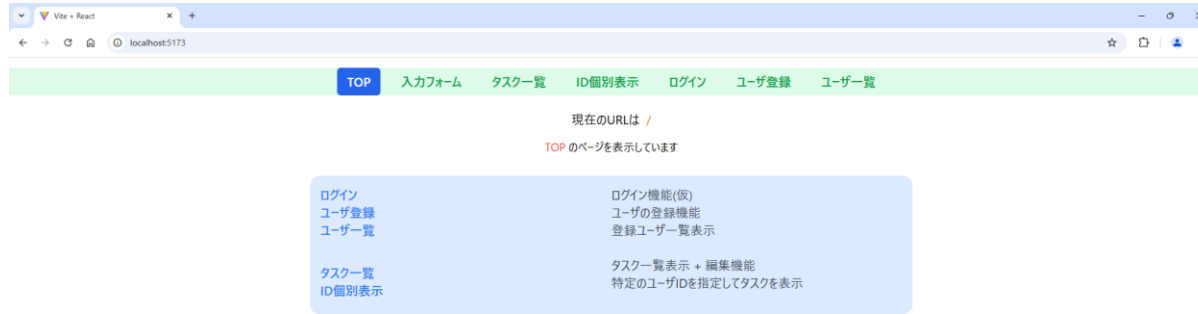 Vite + React
localhost:5173
TOP 入力フォーム タスク一覧 ID個別表示 ログイン ユーザ登録 ユーザ一覧
現在のURLは /
TOP のページを表示しています
ログイン ログイン機能(仮)
ユーザ登録 ユーザの登録機能
ユーザ一覧 登録ユーザ一覧表示
タスク一覧 タスク一覧表示 + 編集機能
ID個別表示 特定のユーザIDを指定してタスクを表示